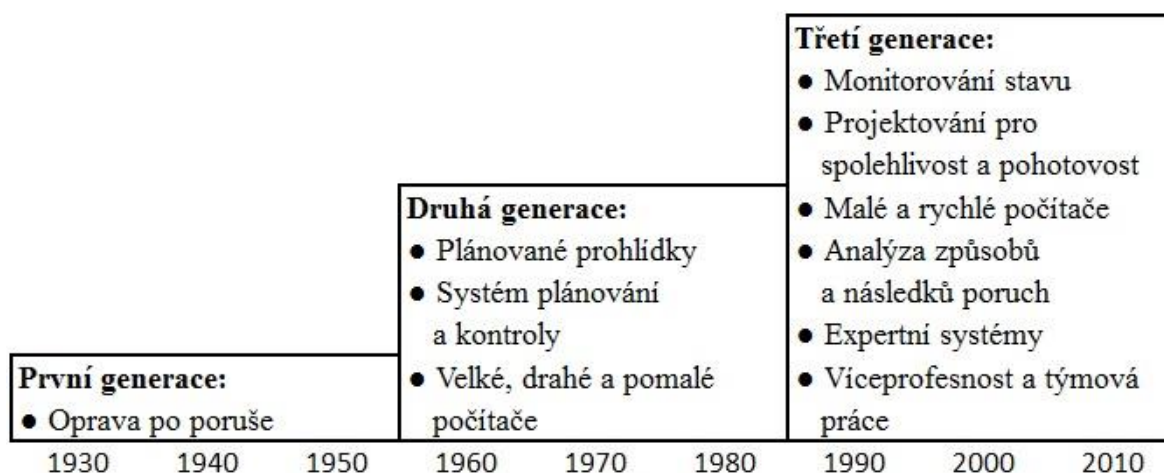 První generace:
● Oprava po poruše
Druhá generace:
● Plánované prohlídky
● Systém plánování
a kontroly
● Velké, drahé a pomalé
počítače
Třetí generace:
● Monitorování stavu
● Projektování pro
spolehlivost a pohotovost
● Malé a rychlé počítače
● Analýza způsobů
a následků poruch
● Expertní systémy
● Víceprofesnost a týmová
práce
1930 1940 1950 1960 1970 1980 1990 2000 2010